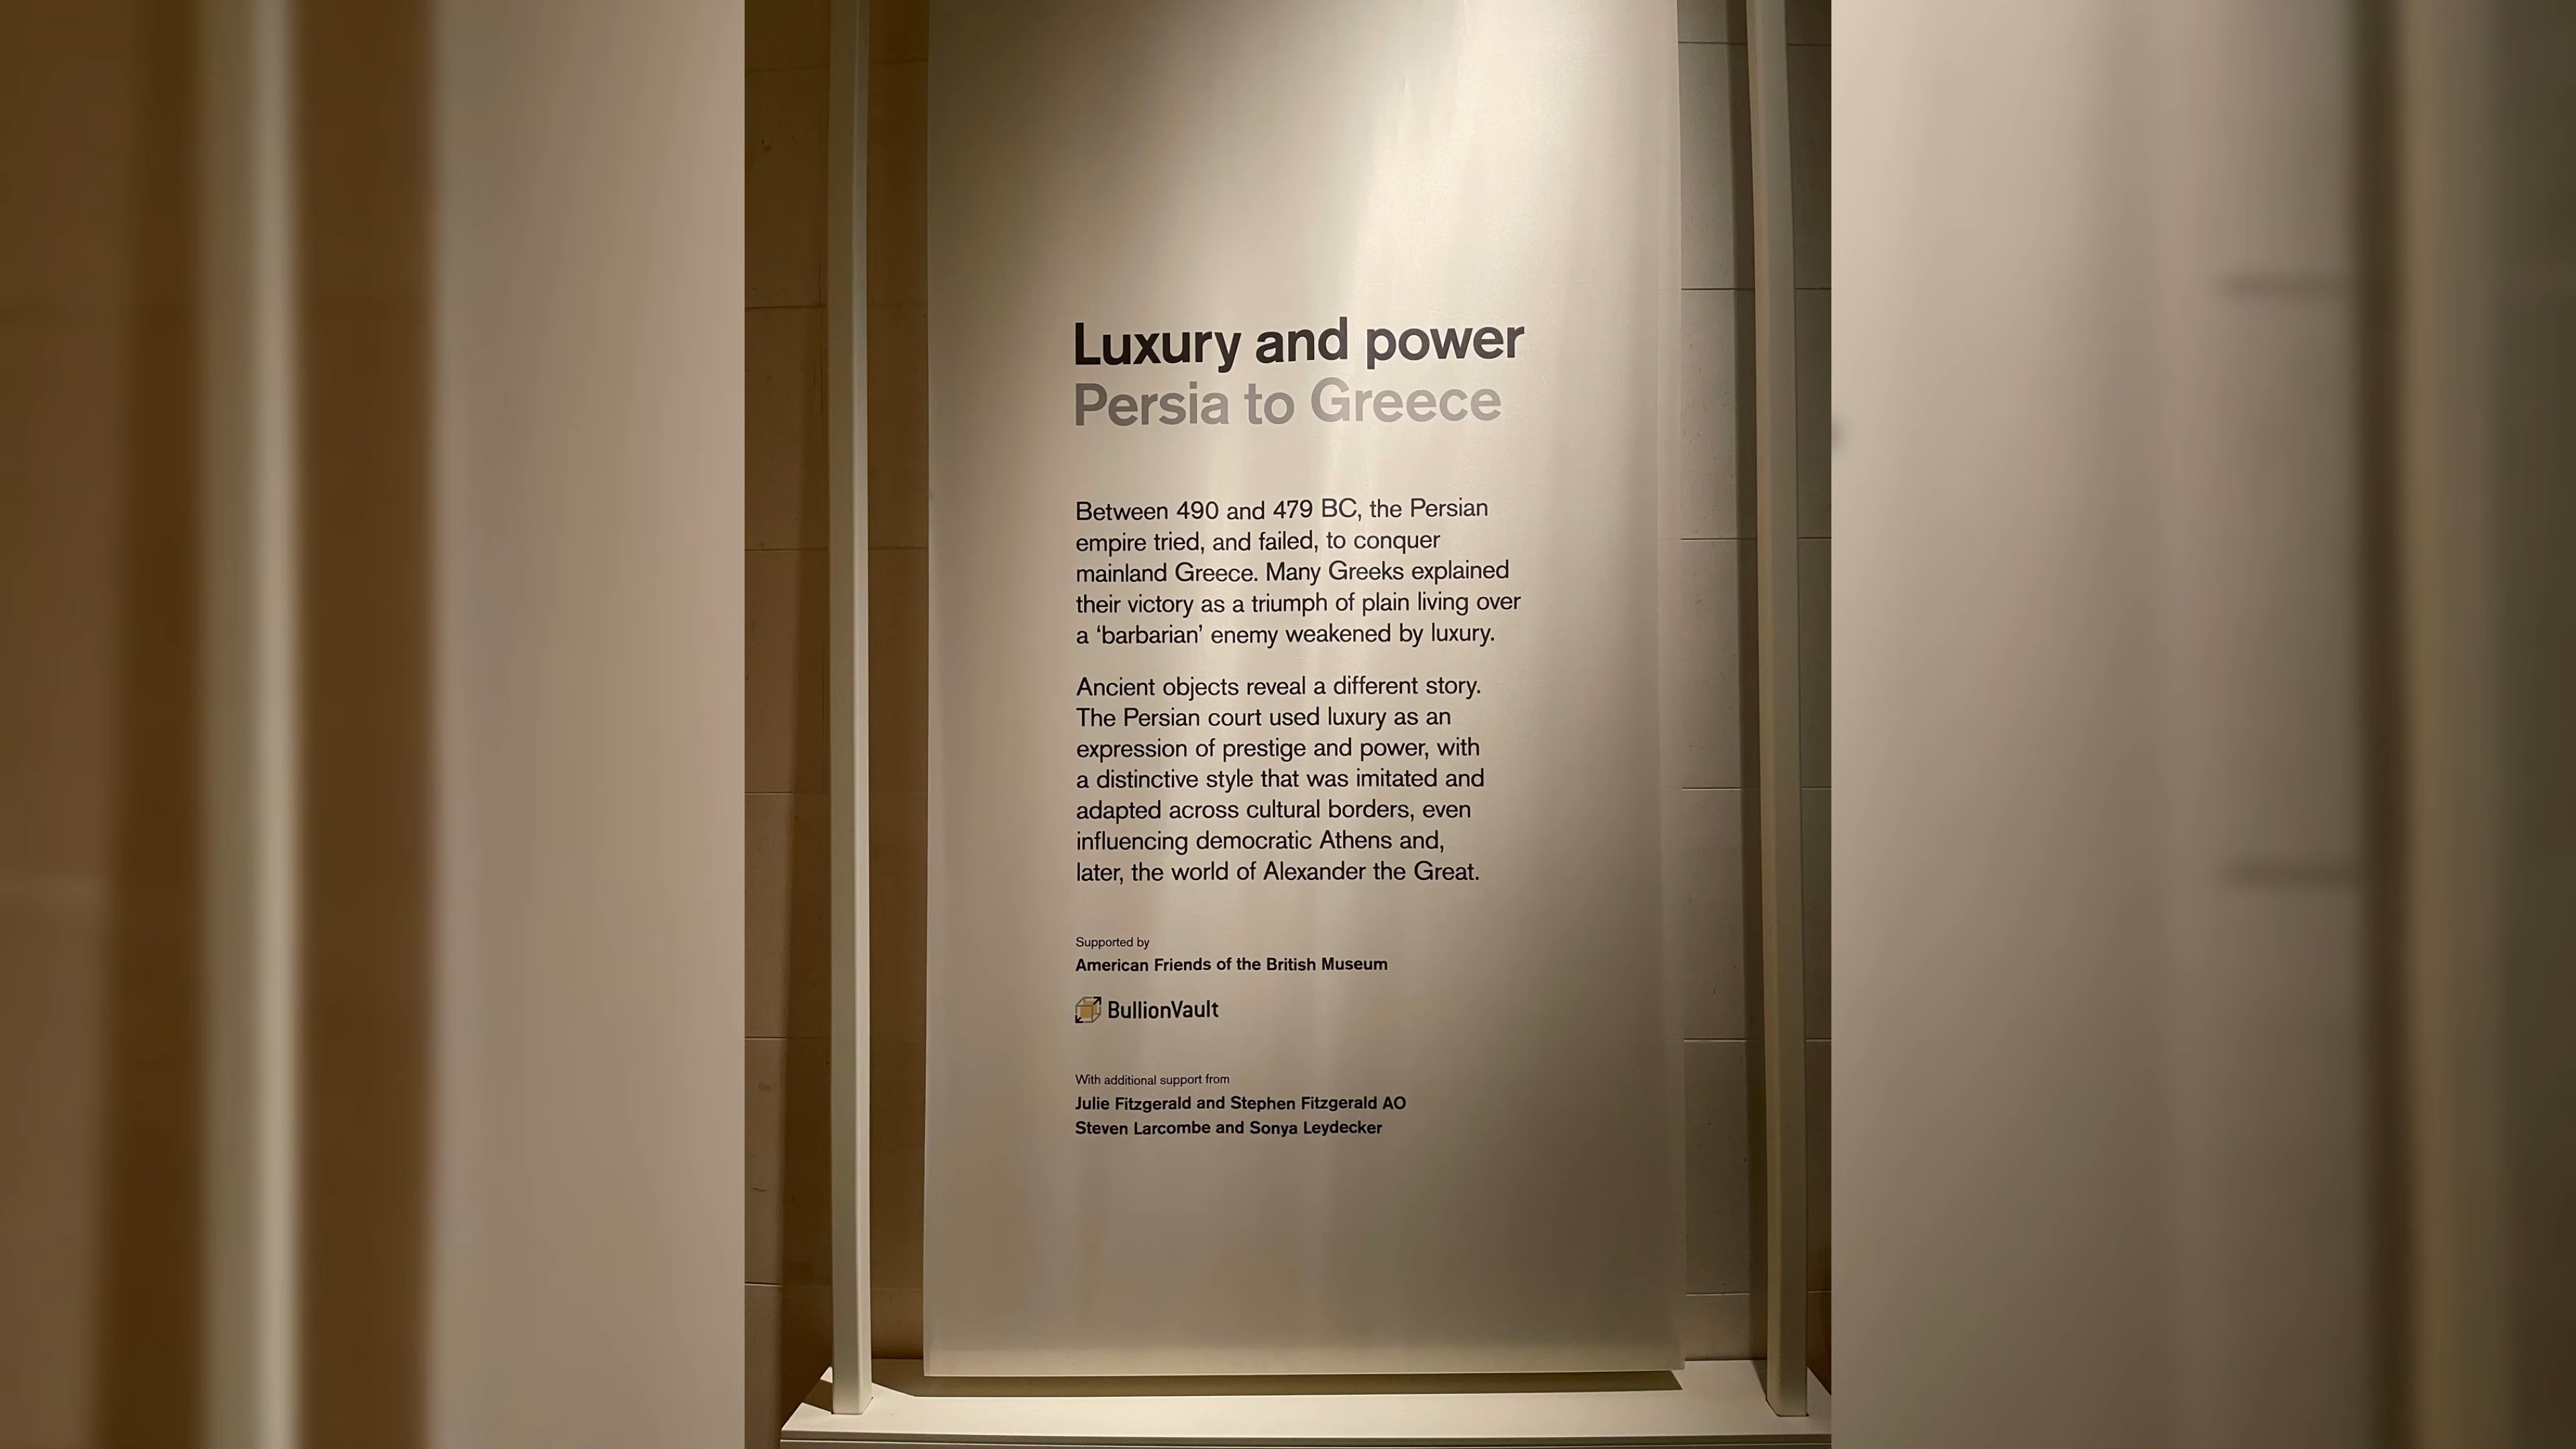 Luxury and power
Persia to Greece
Between 490 and 479 BC, the Persian
empire tried, and failed, to conquer
mainland Greece. Many Greeks explained
their victory as a triumph of plain living over
a ‘barbarian’ enemy weakened by luxury.
Ancient objects reveal a different story.
The Persian court used luxury as an
expression of prestige and power, with
a distinctive style that was imitated and
adapted across cultural borders, even
influencing democratic Athens and,
later, the world of Alexander the Great.
Supported by
American Friends of the British Museum
BullionVault
With additional support from
Julie Fitzgerald and Stephen Fitzgerald AO
Steven Larcombe and Sonya Leydecker